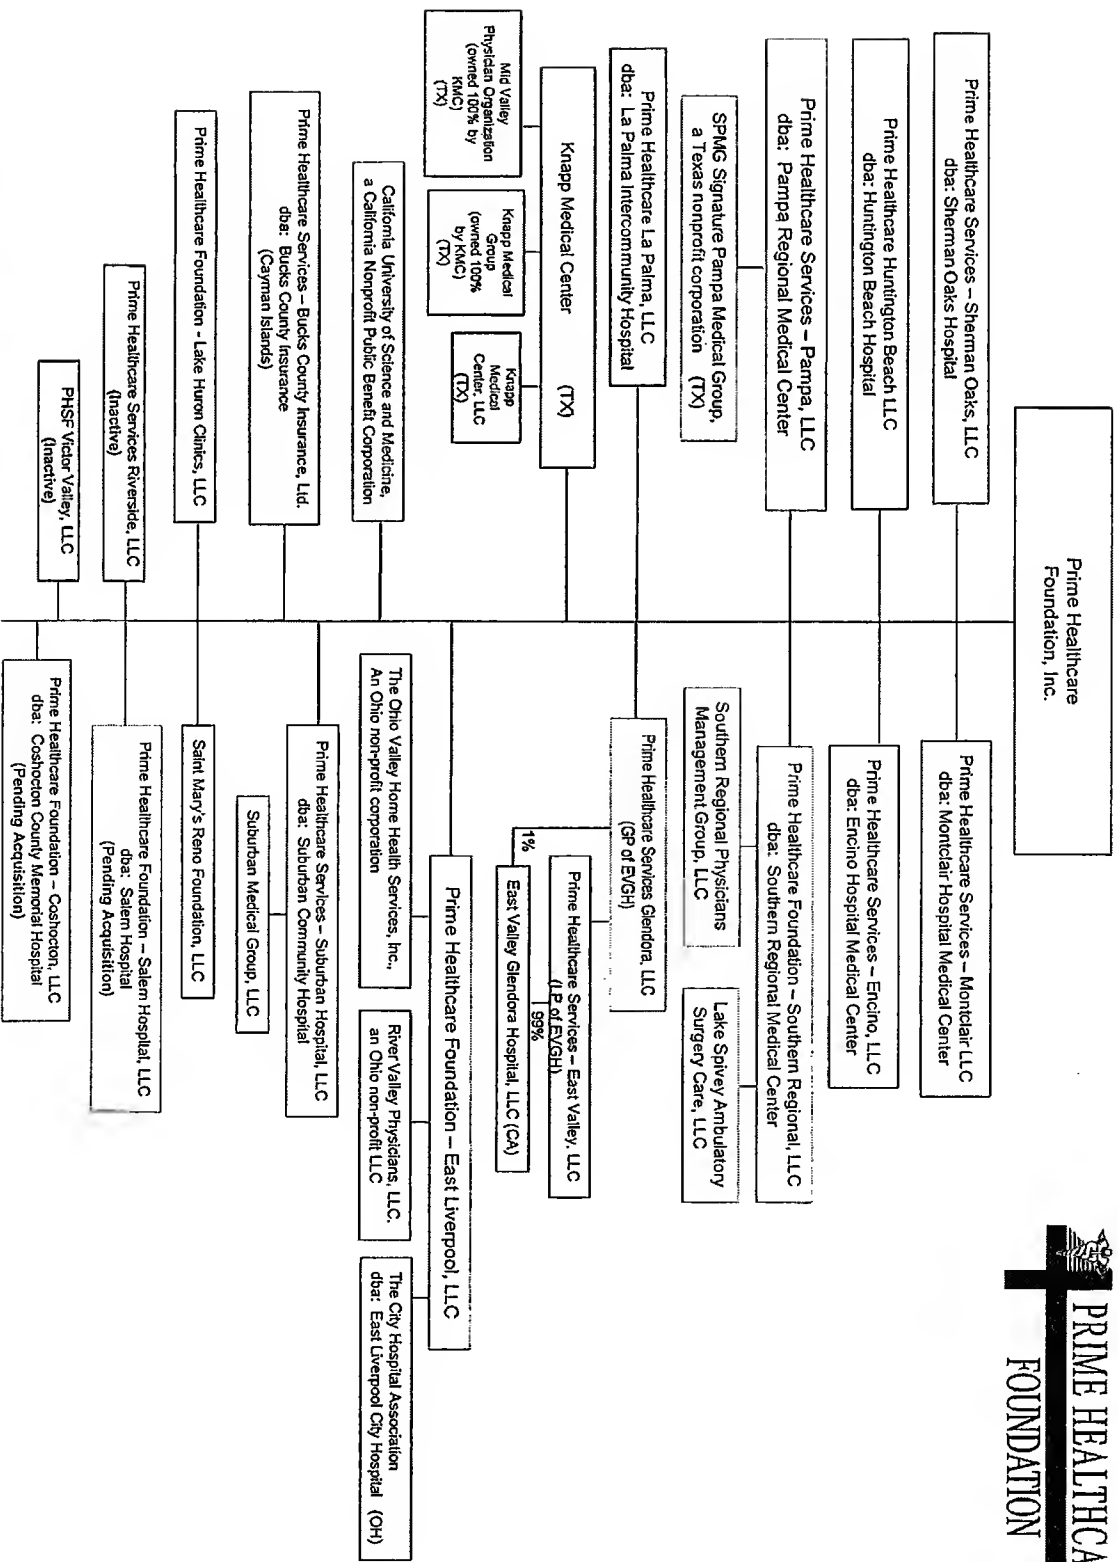 PRIME HEALTHCA
FOUNDATION
Prime Healthcare
Foundation, Inc.
Prime Healthcare Services – Sherman Oaks, LLC
dba: Sherman Oaks Hospital
Prime Healthcare Services – Montclair LLC
dba: Montclair Hospital Medical Center
Prime Healthcare Huntington Beach LLC
dba: Huntington Beach Hospital
Prime Healthcare Services – Encino, LLC
dba: Encino Hospital Medical Center
Prime Healthcare Services – Pampa, LLC
dba: Pampa Regional Medical Center
Prime Healthcare Foundation – Southern Regional, LLC
dba: Southern Regional Medical Center
SPMG Signature Pampa Medical Group,
a Texas nonprofit corporation (TX)
Southern Regional Physicians
Management Group, LLC
Lake Spivey Ambulatory
Surgery Care, LLC
Prime Healthcare La Palma, LLC
dba: La Palma Intercommunity Hospital
Prime Healthcare Services Glendora, LLC
(GP of EVGH)
Prime Healthcare Services – East Valley, LLC
(LP of EVGH)
1%
99%
East Valley Glendora Hospital, LLC (CA)
Knapp Medical Center (TX)
Mid Valley
Physician Organization
(owned 100% by
KMC)
(TX)
Knapp Medical
Group
(owned 100%
by KMC)
(TX)
Knapp
Medical
Center, LLC
(TX)
Prime Healthcare Foundation – East Liverpool, LLC
California University of Science and Medicine,
a California Nonprofit Public Benefit Corporation
The Ohio Valley Home Health Services, Inc.,
An Ohio non-profit corporation
River Valley Physicians, LLC.
an Ohio non-profit LLC
The City Hospital Association
dba: East Liverpool City Hospital (OH)
Prime Healthcare Services – Bucks County Insurance, Ltd.
dba: Bucks County Insurance
(Cayman Islands)
Prime Healthcare Services – Suburban Hospital, LLC
dba: Suburban Community Hospital
Suburban Medical Group, LLC
Prime Healthcare Foundation - Lake Huron Clinics, LLC
Saint Mary's Reno Foundation, LLC
Prime Healthcare Services Riverside, LLC
(Inactive)
Prime Healthcare Foundation – Salem Hospital, LLC
dba: Salem Hospital
(Pending Acquisition)
PHSF Victor Valley, LLC
(Inactive)
Prime Healthcare Foundation – Coshocton, LLC
dba: Coshocton County Memorial Hospital
(Pending Acquisition)